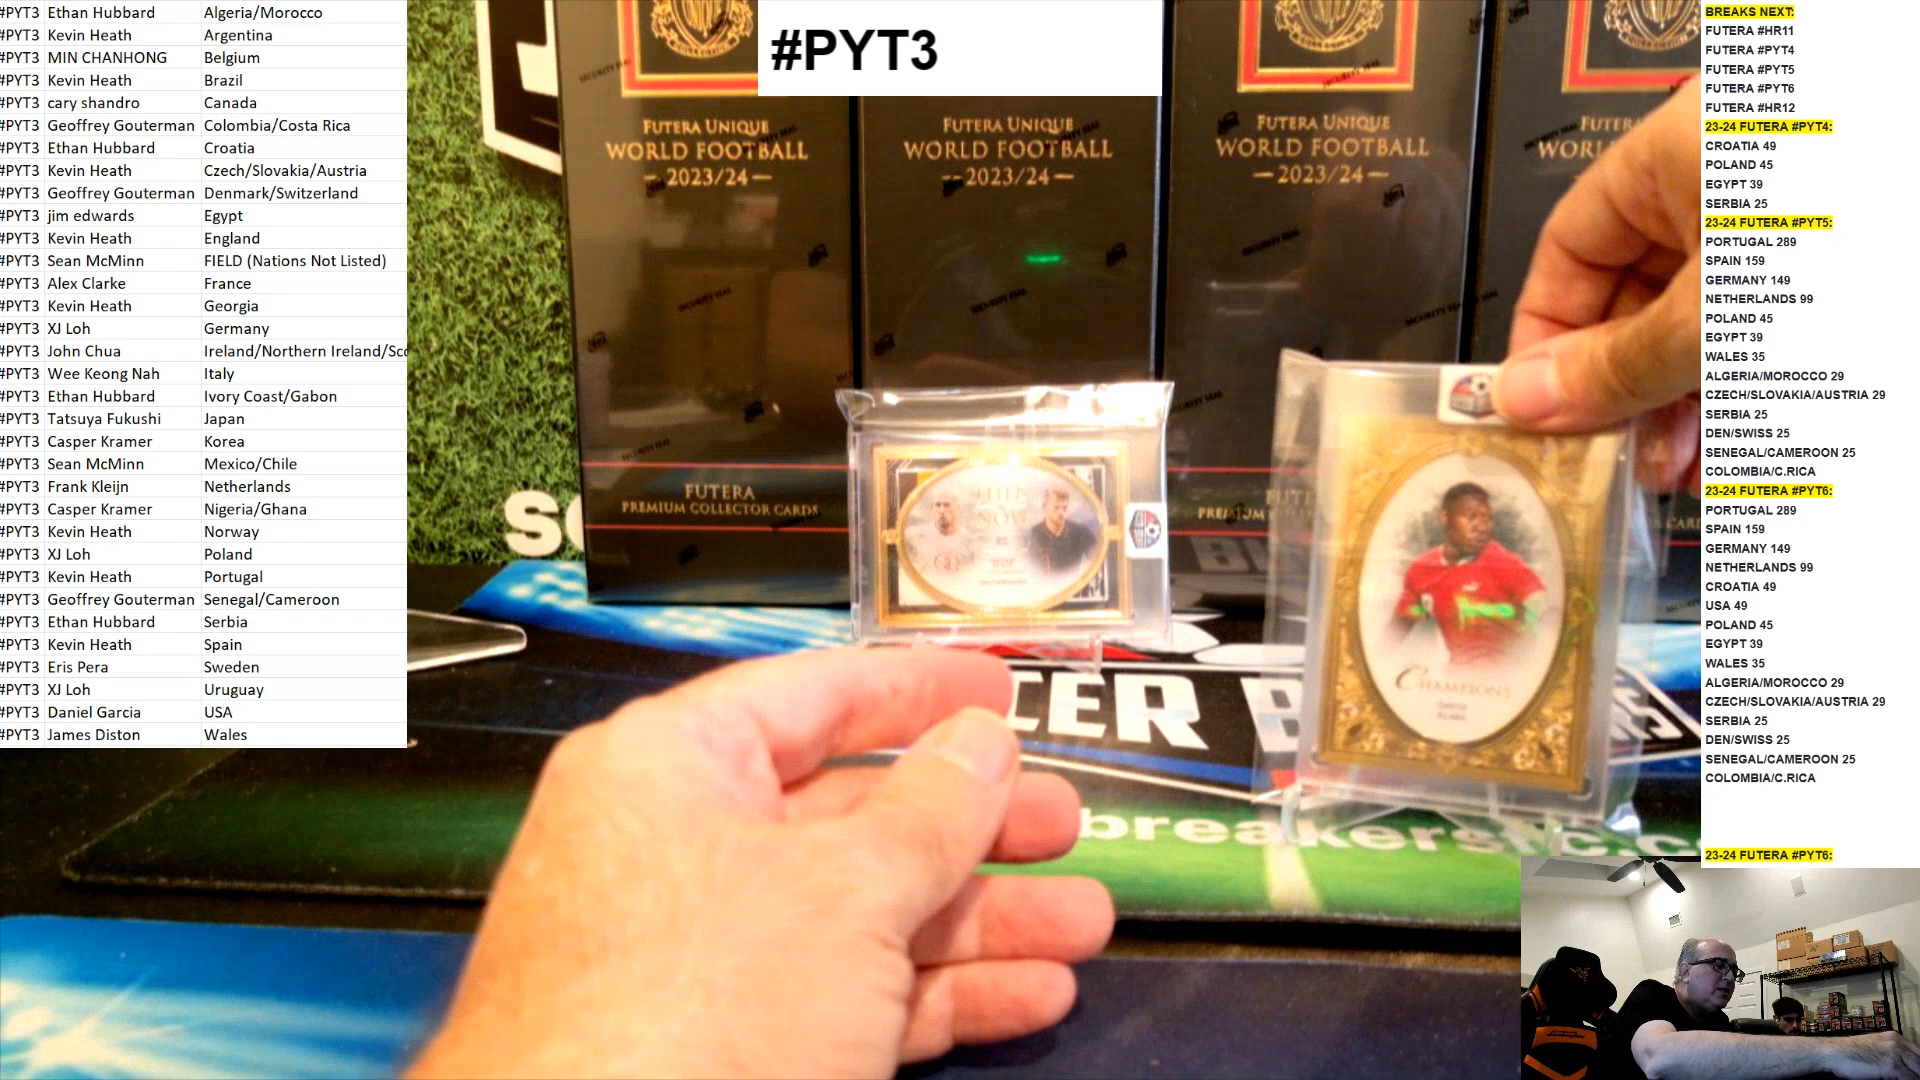 #PYT3 Ethan Hubbard Algeria/Morocco
#PYT3 Kevin Heath Argentina
#PYT3 MIN CHANHONG Belgium
#PYT3 Kevin Heath Brazil
#PYT3 cary shandro Canada
#PYT3 Geoffrey Gouterman Colombia/Costa Rica
#PYT3 Ethan Hubbard Croatia
#PYT3 Kevin Heath Czech/Slovakia/Austria
#PYT3 Geoffrey Gouterman Denmark/Switzerland
#PYT3 jim edwards Egypt
#PYT3 Kevin Heath England
#PYT3 Sean McMinn FIELD (Nations Not Listed)
#PYT3 Alex Clarke France
#PYT3 Kevin Heath Georgia
#PYT3 XJ Loh Germany
#PYT3 John Chua Ireland/Northern Ireland/Sco
#PYT3 Wee Keong Nah Italy
#PYT3 Ethan Hubbard Ivory Coast/Gabon
#PYT3 Tatsuya Fukushi Japan
#PYT3 Casper Kramer Korea
#PYT3 Sean McMinn Mexico/Chile
#PYT3 Frank Kleijn Netherlands
#PYT3 Casper Kramer Nigeria/Ghana
#PYT3 Kevin Heath Norway
#PYT3 XJ Loh Poland
#PYT3 Kevin Heath Portugal
#PYT3 Geoffrey Gouterman Senegal/Cameroon
#PYT3 Ethan Hubbard Serbia
#PYT3 Kevin Heath Spain
#PYT3 Eris Pera Sweden
#PYT3 XJ Loh Uruguay
#PYT3 Daniel Garcia USA
#PYT3 James Diston Wales
#PYT3
FUTERA UNIQUE
WORLD FOOTBALL
2023/24
FUTERA
PREMIUM COLLECTOR CARDS
FUTERA UNIQUE
WORLD FOOTBALL
2023/24
FUTERA UNIQUE
WORLD FOOTBALL
2023/24
SECURITY SEAL
THEN
NOW
CHAMPIONS
CER B
breakersfc.c
BREAKS NEXT:
FUTERA #HR11
FUTERA #PYT4
FUTERA #PYT5
FUTERA #PYT6
FUTERA #HR12
23-24 FUTERA #PYT4:
CROATIA 49
POLAND 45
EGYPT 39
SERBIA 25
23-24 FUTERA #PYT5:
PORTUGAL 289
SPAIN 159
GERMANY 149
NETHERLANDS 99
POLAND 45
EGYPT 39
WALES 35
ALGERIA/MOROCCO 29
CZECH/SLOVAKIA/AUSTRIA 29
SERBIA 25
DEN/SWISS 25
SENEGAL/CAMEROON 25
COLOMBIA/C.RICA
23-24 FUTERA #PYT6:
PORTUGAL 289
SPAIN 159
GERMANY 149
NETHERLANDS 99
CROATIA 49
USA 49
POLAND 45
EGYPT 39
WALES 35
ALGERIA/MOROCCO 29
CZECH/SLOVAKIA/AUSTRIA 29
SERBIA 25
DEN/SWISS 25
SENEGAL/CAMEROON 25
COLOMBIA/C.RICA
23-24 FUTERA #PYT6: